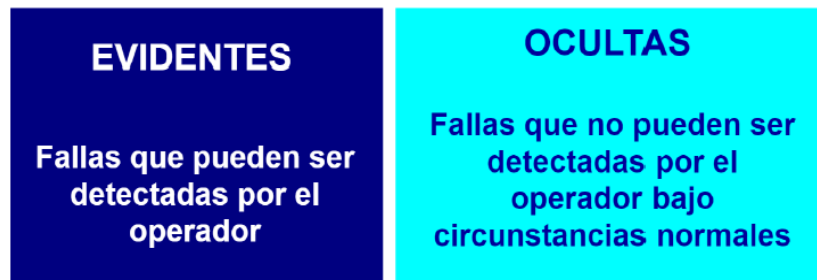 EVIDENTES
Fallas que pueden ser
detectadas por el
operador
OCULTAS
Fallas que no pueden ser
detectadas por el
operador bajo
circunstancias normales